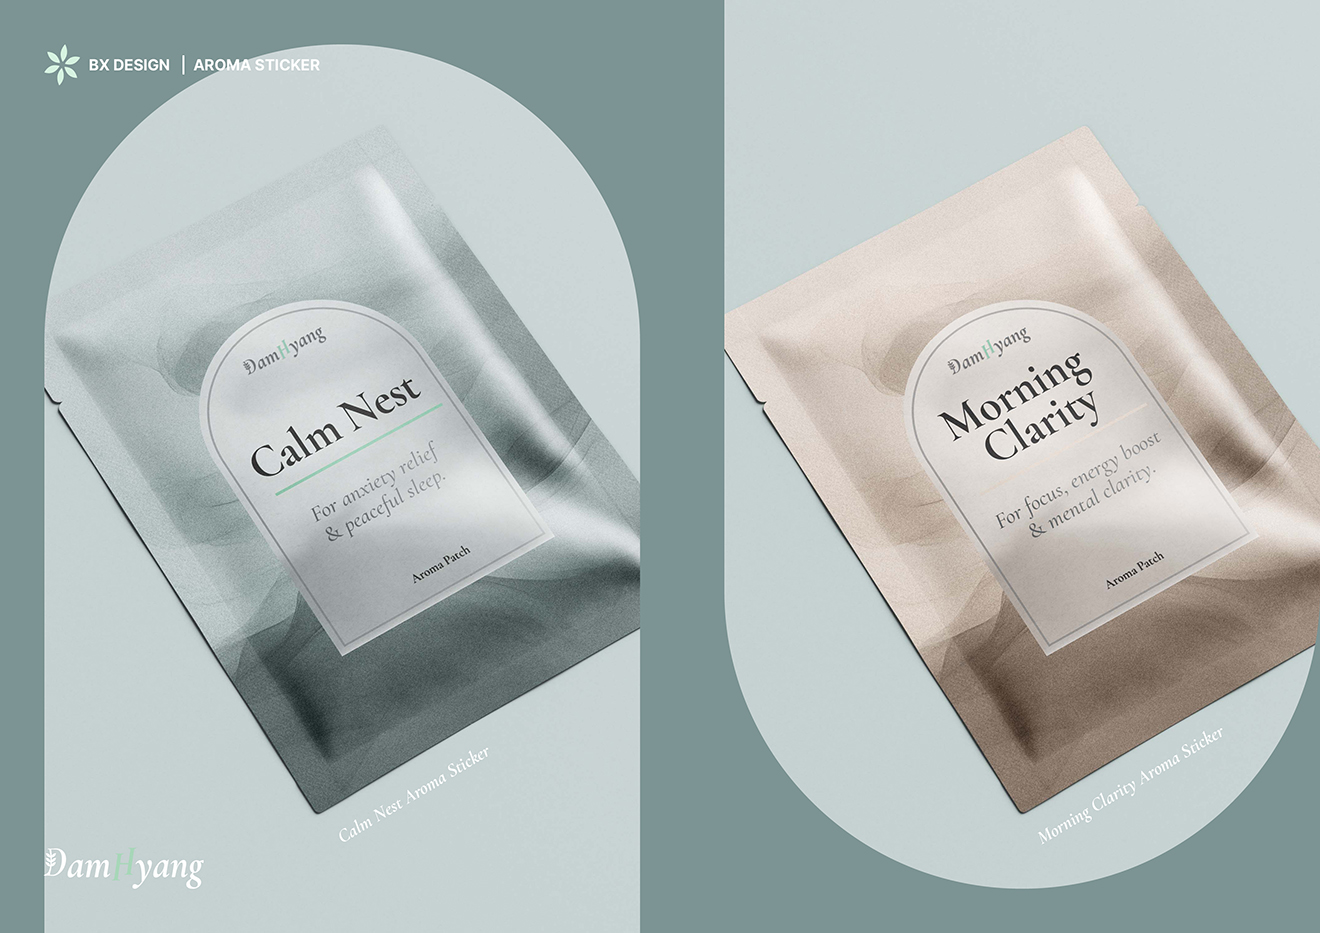 BX DESIGN | AROMA STICKER
DamHyang
Calm Nest
For anxiety relief
& peaceful sleep.
Aroma Patch
Calm Nest Aroma Sticker
DamHyang
DamHyang
Morning
Clarity
For focus, energy boost
& mental clarity.
Aroma Patch
Morning Clarity Aroma Sticker